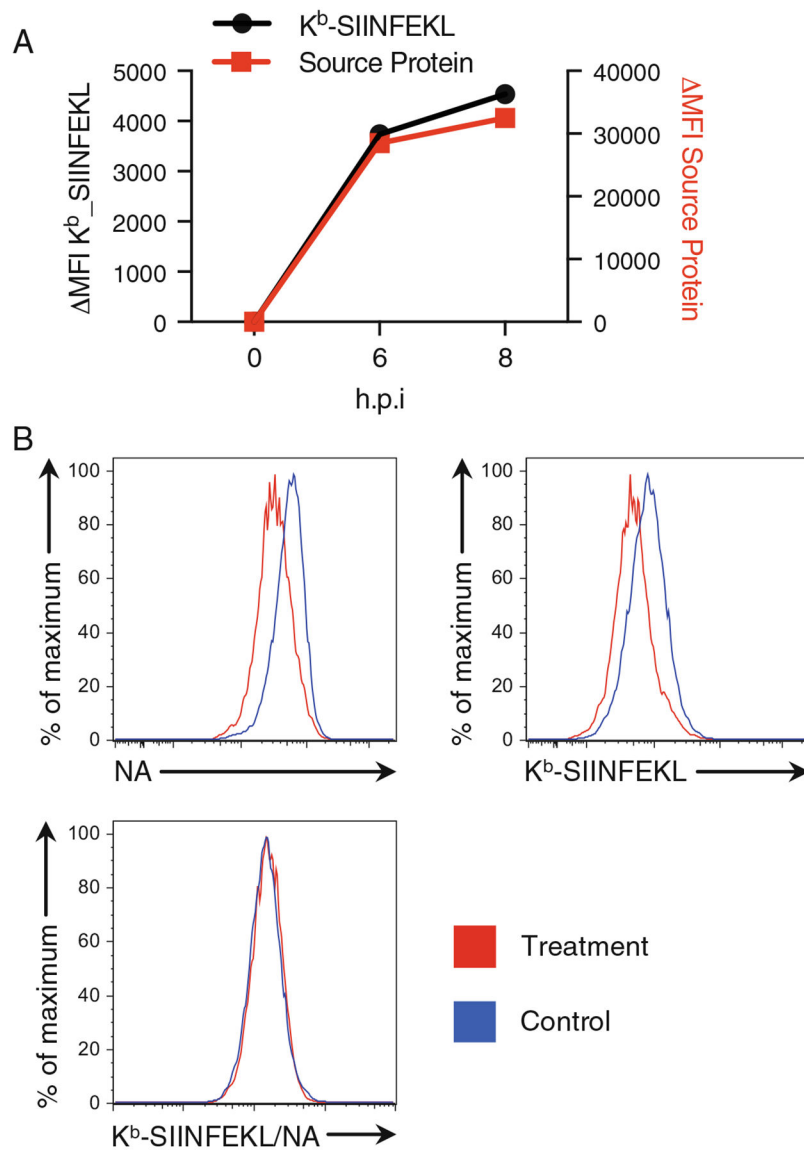 A
Kᵇ-SIINFEKL
Source Protein
ΔMFI Kᵇ_SIINFEKL
5000
4000
3000
2000
1000
0
40000
30000
20000
10000
0
ΔMFI Source
Protein
0 6 8
h.p.i
B
% of maximum
100
80
60
40
20
0
NA
% of maximum
100
80
60
40
20
0
Kᵇ-SIINFEKL
% of maximum
100
80
60
40
20
0
Kᵇ-SIINFEKL/NA
Treatment
Control